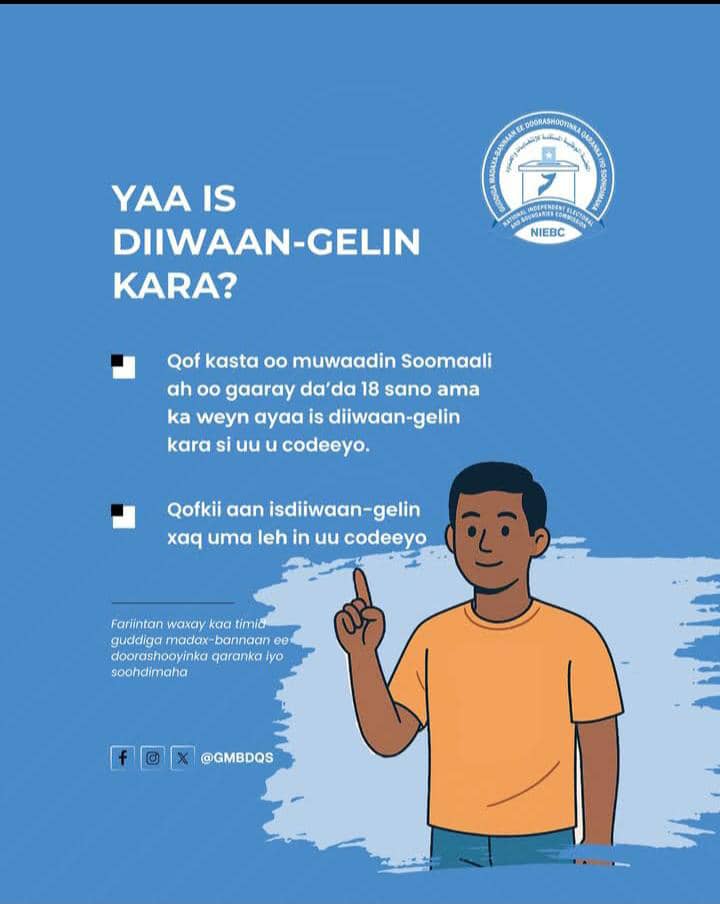 GUDDIGA MADAXA-BANNAAN EE DOORASHOOYINKA QARANKA IYO SOOHDIMAHA
NATIONAL INDEPENDENT ELECTORAL
AND BOUNDARIES COMMISSION
NIEBC
YAA IS
DIIWAAN-GELIN
KARA?
Qof kasta oo muwaadin Soomaali
ah oo gaaray da’da 18 sano ama
ka weyn ayaa is diiwaan-gelin
kara si uu u codeeyo.
Qofkii aan isdiiwaan-gelin
xaq uma leh in uu codeeyo
Fariintan waxay kaa timid
guddiga madax-bannaan ee
doorashooyinka qaranka iyo
soohdimaha
@GMBDQS